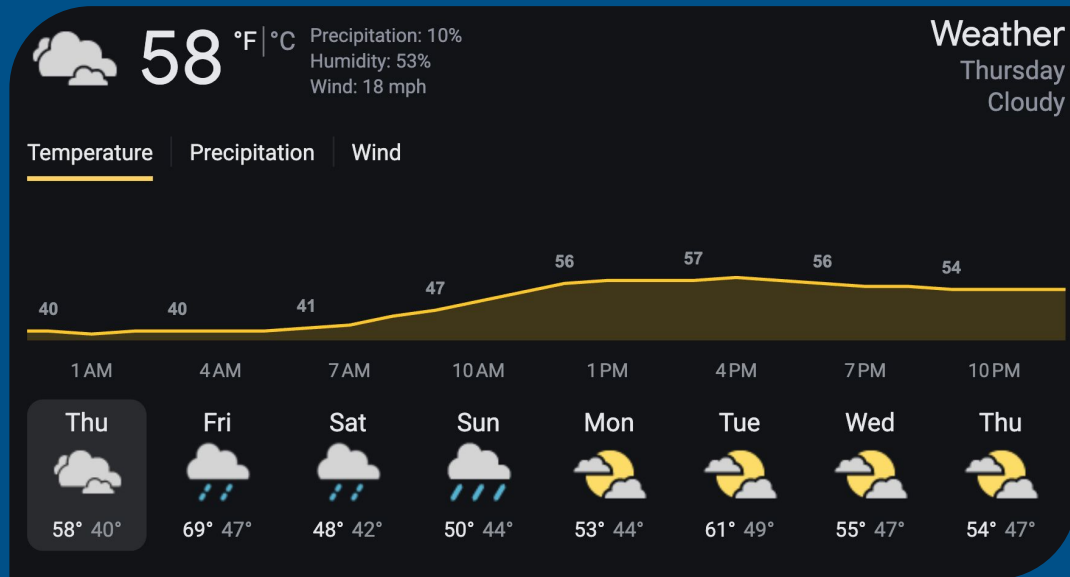 58 °F | °C
Precipitation: 10%
Humidity: 53%
Wind: 18 mph
Weather
Thursday
Cloudy
Temperature | Precipitation | Wind
40 40 41 47 56 57 56 54
1 AM 4 AM 7 AM 10 AM 1 PM 4 PM 7 PM 10 PM
Thu Fri Sat Sun Mon Tue Wed Thu
58° 40° 69° 47° 48° 42° 50° 44° 53° 44° 61° 49° 55° 47° 54° 47°